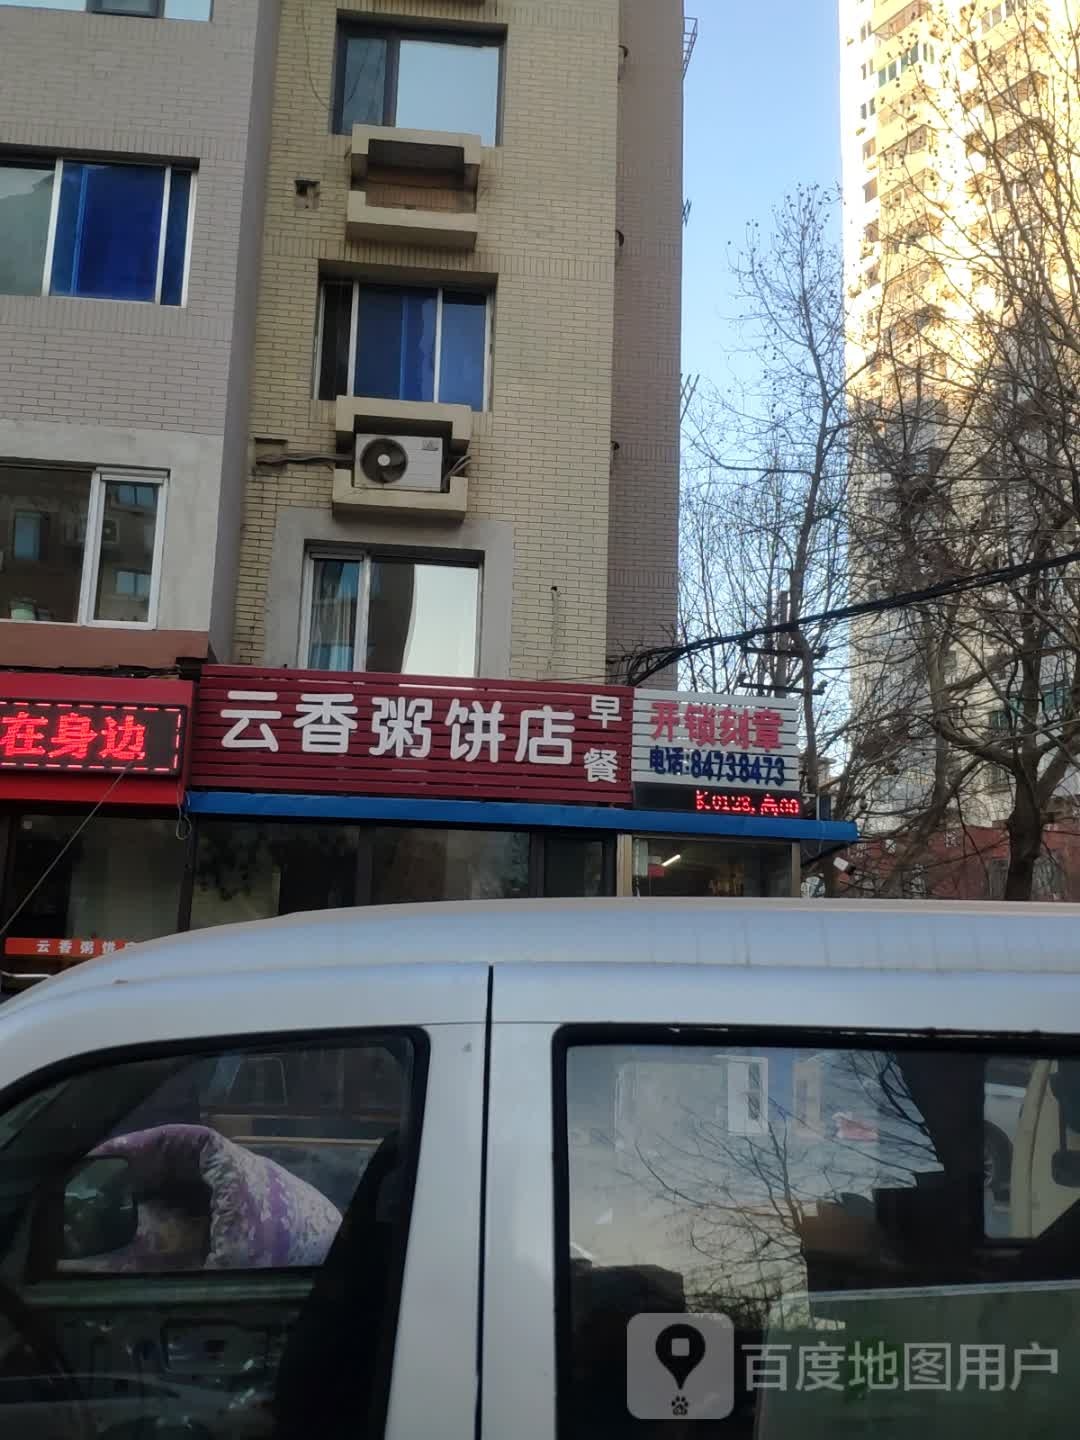 在身边
云香粥饼店
早餐
开锁刻章
电话:84738473
云香粥饼
百度地图用户